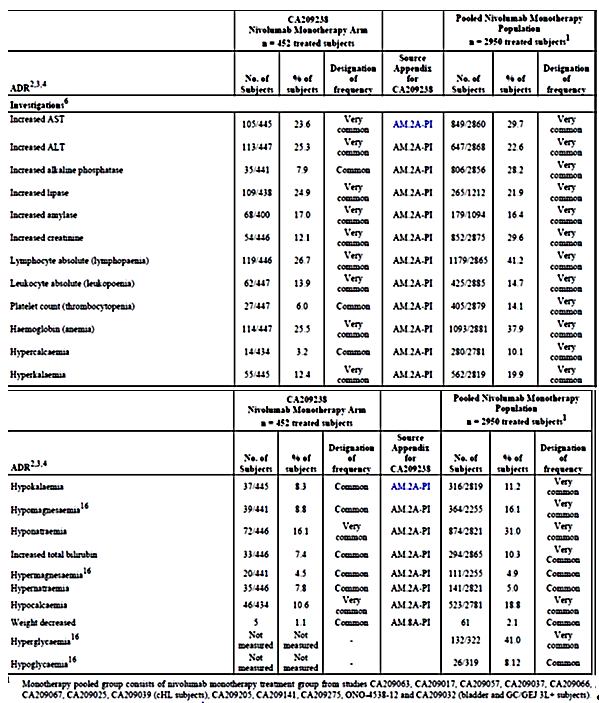 CA209238 Pooled Nivolumab Monotherapy
Nivolumab Monotherapy Arm Population
n = 452 treated subjects n = 2950 treated subjects1
ADR2,3,4 No. of Subjects % of subjects Designation of frequency Source Appendix for CA209238 No. of Subjects % of subjects Designation of frequency
Investigations6
Increased AST 105/445 23.6 Very common AM.2A-PI 849/2860 29.7 Very common
Increased ALT 113/447 25.3 Very common AM.2A-PI 647/2868 22.6 Very common
Increased alkaline phosphatase 35/441 7.9 Common AM.2A-PI 806/2856 28.2 Very common
Increased lipase 109/438 24.9 Very common AM.2A-PI 265/1212 21.9 Very common
Increased amylase 68/400 17.0 Very common AM.2A-PI 179/1094 16.4 Very common
Increased creatinine 54/446 12.1 Very common AM.2A-PI 852/2875 29.6 Very common
Lymphocyte absolute (lymphopaenia) 119/446 26.7 Very common AM.2A-PI 1179/2865 41.2 Very common
Leukocyte absolute (leukopoenia) 62/447 13.9 Very common AM.2A-PI 425/2885 14.7 Very common
Platelet count (thrombocytopenia) 27/447 6.0 Common AM.2A-PI 405/2879 14.1 Very common
Haemoglobin (anemia) 114/447 25.5 Very common AM.2A-PI 1093/2881 37.9 Very common
Hypercalcaemia 14/434 3.2 Common AM.2A-PI 280/2781 10.1 Very common
Hyperkalaemia 55/445 12.4 Very common AM.2A-PI 562/2819 19.9 Very common
CA209238 Pooled Nivolumab Monotherapy
Nivolumab Monotherapy Arm Population
n = 452 treated subjects n = 2950 treated subjects1
ADR2,3,4 No. of Subjects % of subjects Designation of frequency Source Appendix for CA209238 No. of Subjects % of subjects Designation of frequency
Hypokalaemia 37/445 8.3 Common AM.2A-PI 316/2819 11.2 Very common
Hypomagnesaemia16 39/441 8.8 Common AM.2A-PI 364/2255 16.1 Very common
Hyponatraemia 72/446 16.1 Very common AM.2A-PI 874/2821 31.0 Very common
Increased total bilirubin 33/446 7.4 Common AM.2A-PI 294/2865 10.3 Very Common
Hypermagnesaemia16 20/441 4.5 Common AM.2A-PI 111/2255 4.9 Common
Hypernatraemia 35/446 7.8 Common AM.2A-PI 141/2821 5.0 Common
Hypocalcaemia 46/434 10.6 Very common AM.2A-PI 523/2781 18.8 Very common
Weight decreased 5 1.1 Common AM.8A-PI 61 2.1 Common
Hyperglycaemia16 Not measured Not measured - 132/322 41.0 Very common
Hypoglycaemia16 Not measured Not measured - 26/319 8.12 Common
1 Monotherapy pooled group consists of nivolumab monotherapy treatment group from studies CA209063, CA209017, CA209057, CA209037, CA209066,
CA209067, CA209025, CA209039 (cHL subjects), CA209205, CA209141, CA209275, ONO-4538-12 and CA209032 (bladder and GC/GEJ 3L+ subjects).